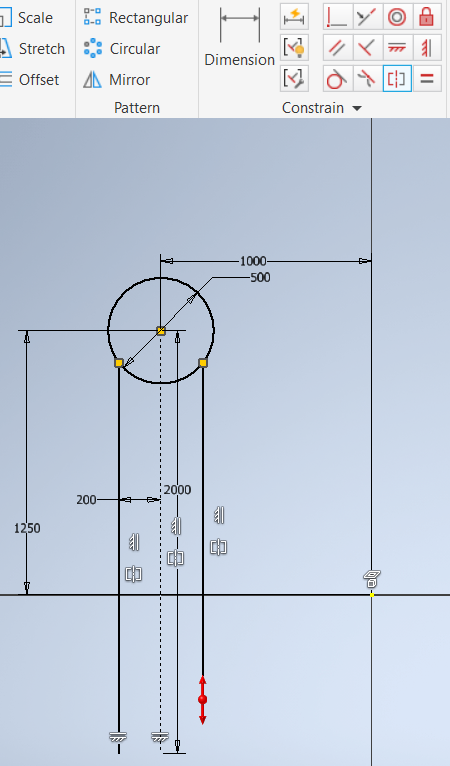 Scale
Rectangular
Stretch
Circular
Dimension
Offset
Mirror
Pattern
Constrain
1000
500
200
2000
1250